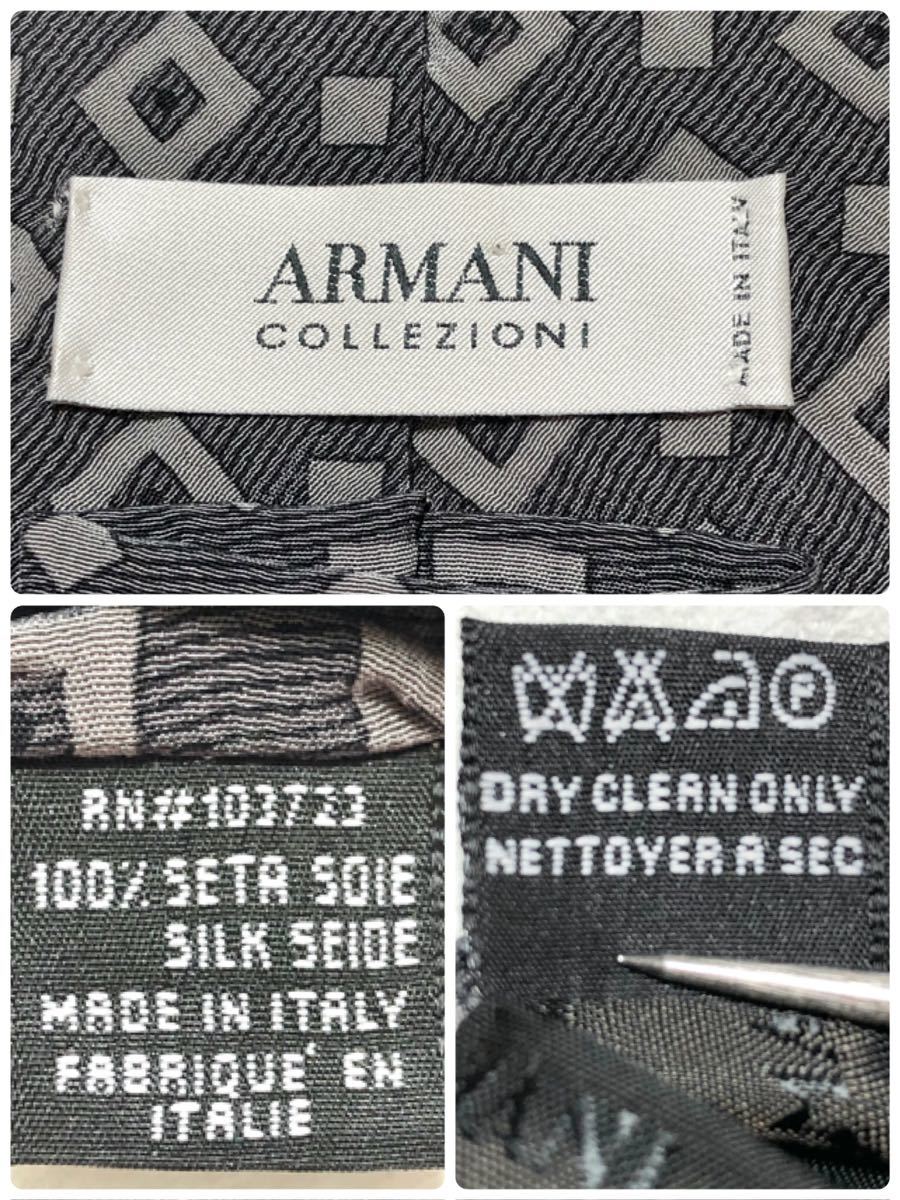 ARMANI
COLLEZIONI
MADE IN ITALY
RN#103733
100% SETA SOIE
SILK SEIDE
MADE IN ITALY
FABRIQUE' EN
ITALIE
P
DRY CLEAN ONLY
NETTOYER A SEC